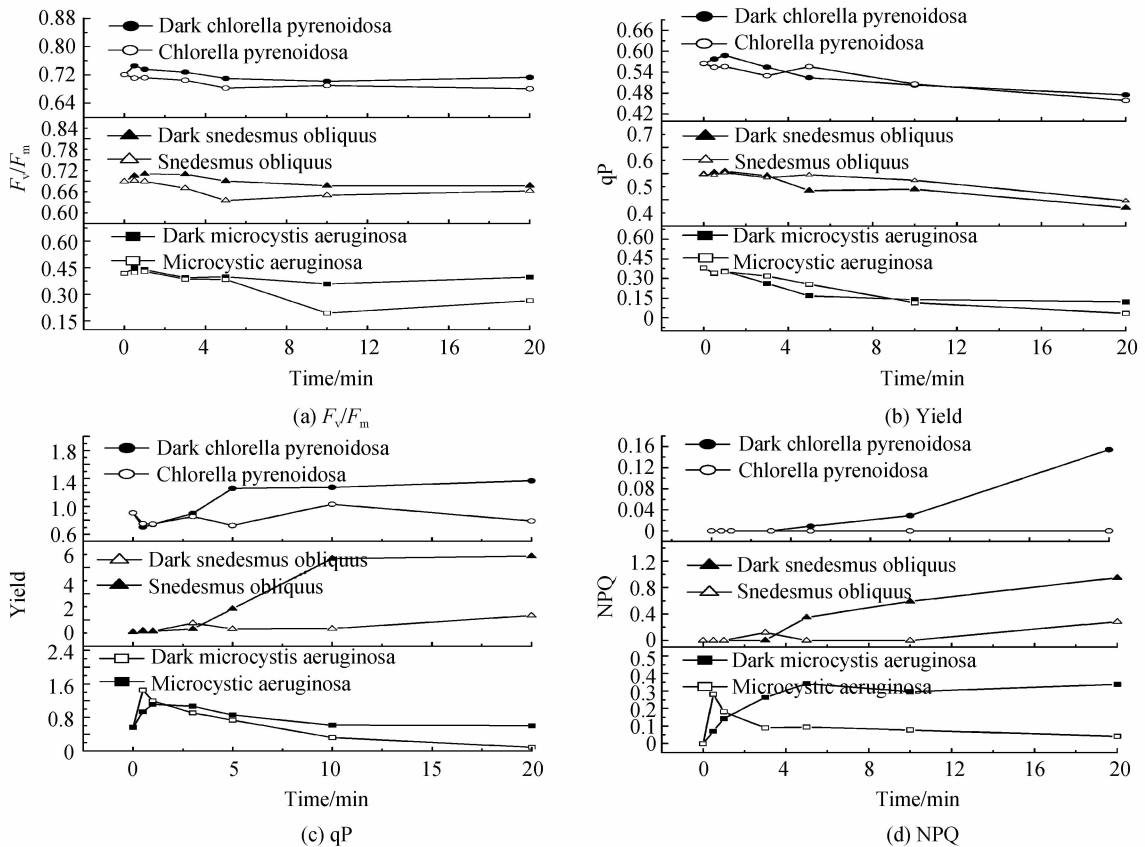 0.88
0.80
0.72
0.64
Dark chlorella pyrenoidosa
Chlorella pyrenoidosa
0.84
0.78
0.72
0.66
0.60
Dark snedesmus obliquus
Snedesmus obliquus
Fv/Fm
0.60
0.45
0.30
0.15
Dark microcystis aeruginosa
Microcystic aeruginosa
0 4 8 12 16 20
Time/min
(a) Fv/Fm
0.66
0.60
0.54
0.48
0.42
Dark chlorella pyrenoidosa
Chlorella pyrenoidosa
0.7
0.6
0.5
0.4
Dark snedesmus obliquus
Snedesmus obliquus
qP
0.60
0.45
0.30
0.15
0
Dark microcystis aeruginosa
Microcystic aeruginosa
0 4 8 12 16 20
Time/min
(b) Yield
1.8
1.4
1.0
0.6
Dark chlorella pyrenoidosa
Chlorella pyrenoidosa
6
4
2
0
Dark snedesmus obliquus
Snedesmus obliquus
Yield
2.4
1.6
0.8
0
Dark microcystis aeruginosa
Microcystic aeruginosa
0 5 10 15 20
Time/min
(c) qP
0.16
0.12
0.08
0.04
0
Dark chlorella pyrenoidosa
Chlorella pyrenoidosa
1.2
0.8
0.4
0
Dark snedesmus obliquus
Snedesmus obliquus
NPQ
0.5
0.4
0.3
0.2
0.1
0
Dark microcystis aeruginosa
Microcystic aeruginosa
0 4 8 12 16 20
Time/min
(d) NPQ